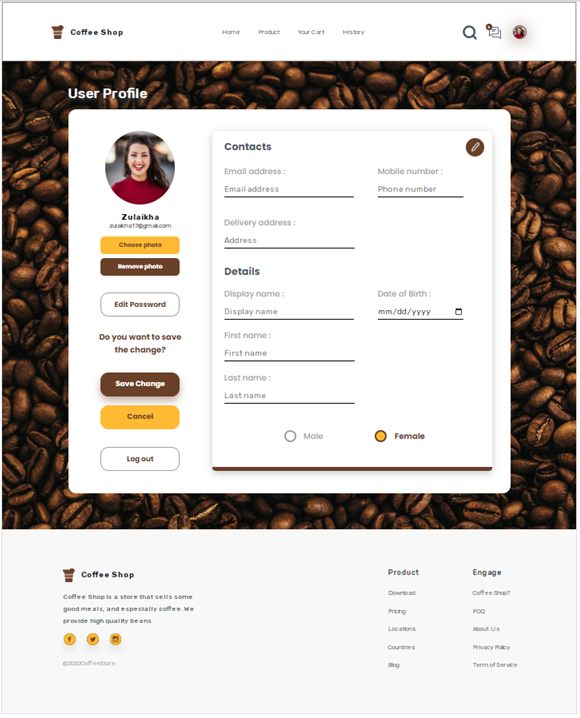 Coffee Shop
Home Product Your Cart History
User Profile
Zulaikha
zulaikha17@gmail.com
Choose photo
Remove photo
Edit Password
Do you want to save
the change?
Save Change
Cancel
Log out
Contacts
Email address :
Email address
Mobile number :
Phone number
Delivery address :
Address
Details
Display name :
Display name
Date of Birth :
mm/dd/yyyy
First name :
First name
Last name :
Last name
Male
Female
Coffee Shop
Coffee Shop is a store that sells some
good meals, and especially coffee. We
provide high quality beans
©2020CoffeeStore
Product
Download
Pricing
Locations
Countries
Blog
Engage
Coffee Shop?
FOQ
About Us
Privacy Policy
Term of Service